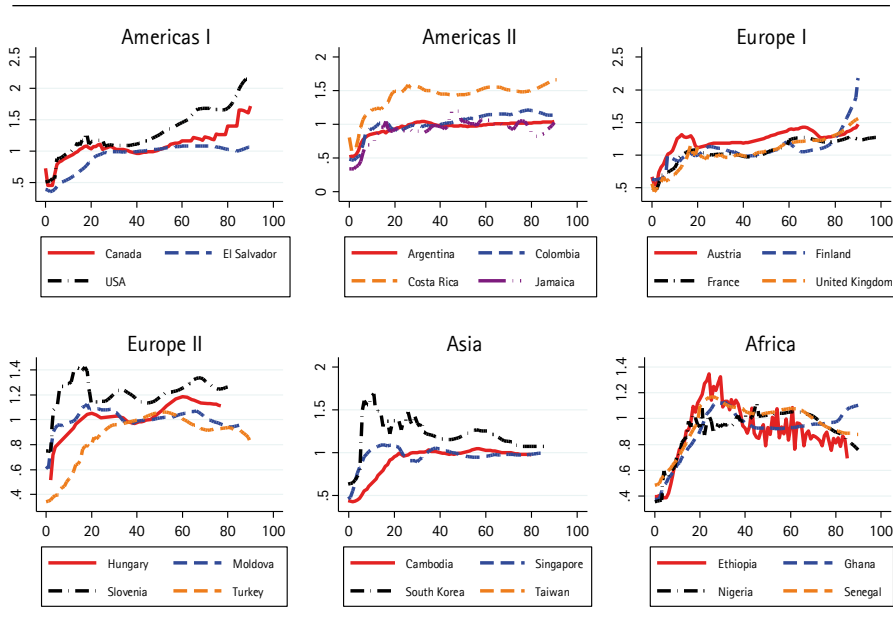 Americas I
Americas II
Europe I
.5 1 1.5 2 2.5
0 .5 1 1.5 2
.5 1 1.5 2 2.5
0 20 40 60 80 100
0 20 40 60 80 100
0 20 40 60 80 100
Canada El Salvador
USA
Argentina Colombia
Costa Rica Jamaica
Austria Finland
France United Kingdom
Europe II
Asia
Africa
.4 .6 .8 1 1.2 1.4
.5 1 1.5 2
.4 .6 .8 1 1.2 1.4
0 20 40 60 80 100
0 20 40 60 80 100
0 20 40 60 80 100
Hungary Moldova
Slovenia Turkey
Cambodia Singapore
South Korea Taiwan
Ethiopia Ghana
Nigeria Senegal